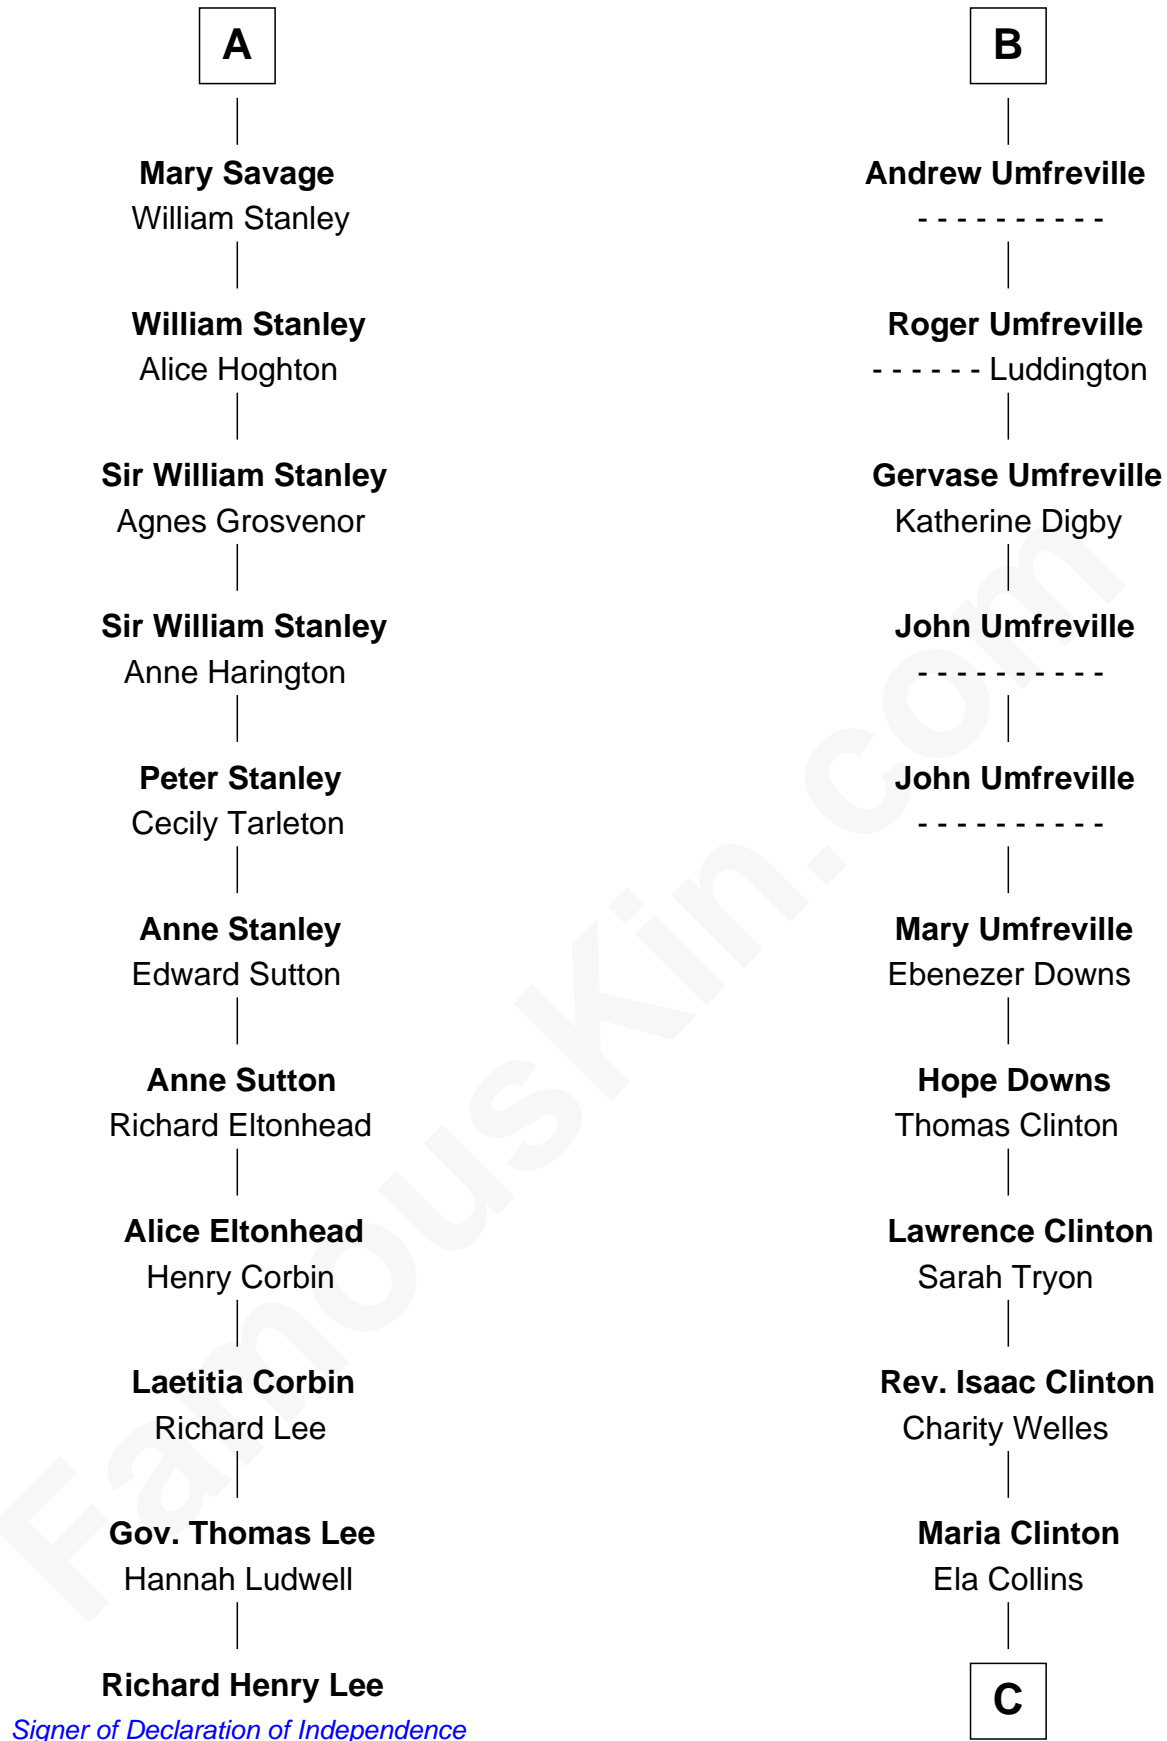 A
Mary Savage
William Stanley
William Stanley
Alice Hoghton
Sir William Stanley
Agnes Grosvenor
Sir William Stanley
Anne Harington
Peter Stanley
Cecily Tarleton
Anne Stanley
Edward Sutton
Anne Sutton
Richard Eltonhead
Alice Eltonhead
Henry Corbin
Laetitia Corbin
Richard Lee
Gov. Thomas Lee
Hannah Ludwell
Richard Henry Lee
Signer of Declaration of Independence
B
Andrew Umfreville
- - - - - - - - - -
Roger Umfreville
- - - - - - Luddington
Gervase Umfreville
Katherine Digby
John Umfreville
- - - - - - - - - -
John Umfreville
- - - - - - - - - -
Mary Umfreville
Ebenezer Downs
Hope Downs
Thomas Clinton
Lawrence Clinton
Sarah Tryon
Rev. Isaac Clinton
Charity Welles
Maria Clinton
Ela Collins
C
FamousKin.com